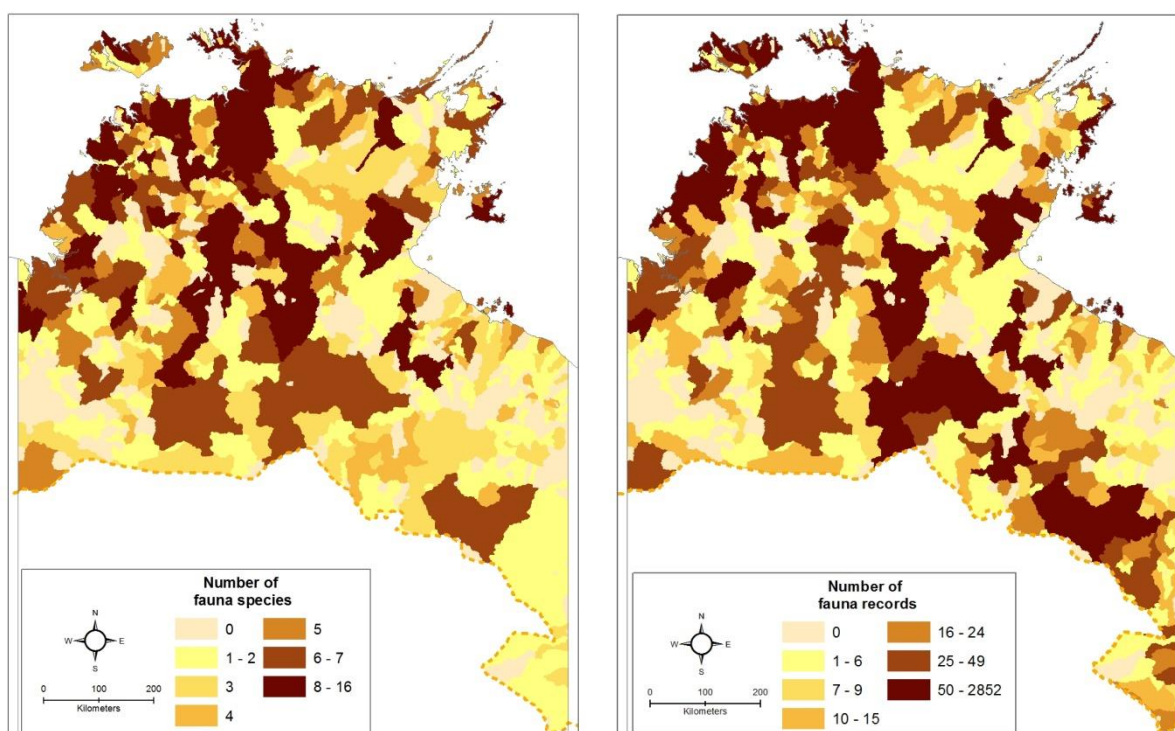 Number of
fauna species
N
W E
S
0
1 - 2
3
4
5
6 - 7
8 - 16
0 100 200
Kilometers
Number of
fauna records
N
W E
S
0
1 - 6
7 - 9
10 - 15
16 - 24
25 - 49
50 - 2852
0 100 200
Kilometers